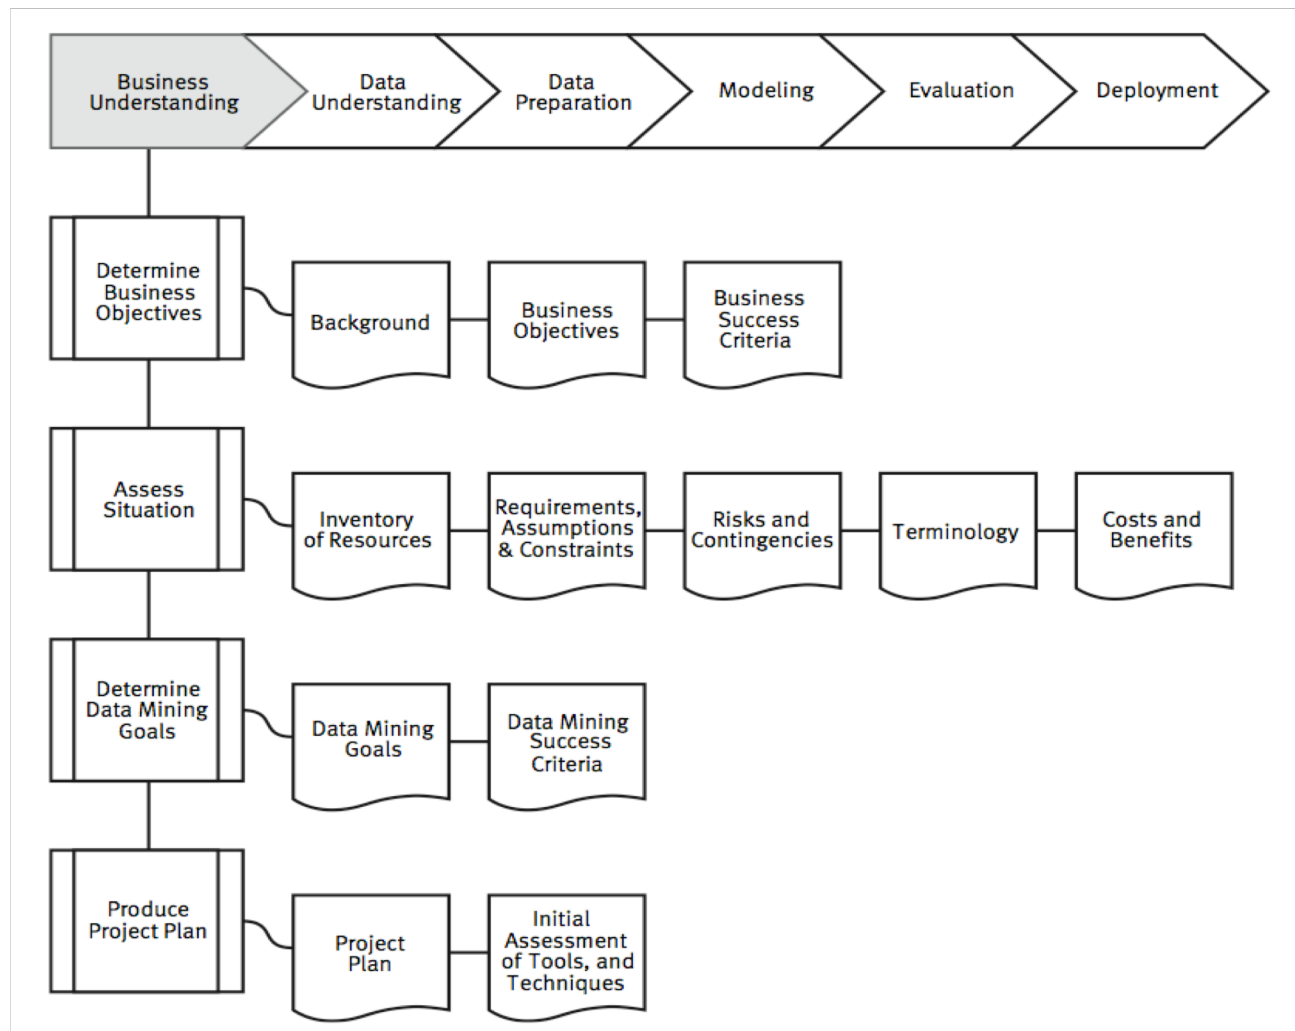 Business
Understanding
Data
Understanding
Data
Preparation
Modeling
Evaluation
Deployment
Determine
Business
Objectives
Background
Business
Objectives
Business
Success
Criteria
Assess
Situation
Inventory
of Resources
Requirements,
Assumptions
& Constraints
Risks and
Contingencies
Terminology
Costs and
Benefits
Determine
Data Mining
Goals
Data Mining
Goals
Data Mining
Success
Criteria
Produce
Project Plan
Project
Plan
Initial
Assessment
of Tools, and
Techniques